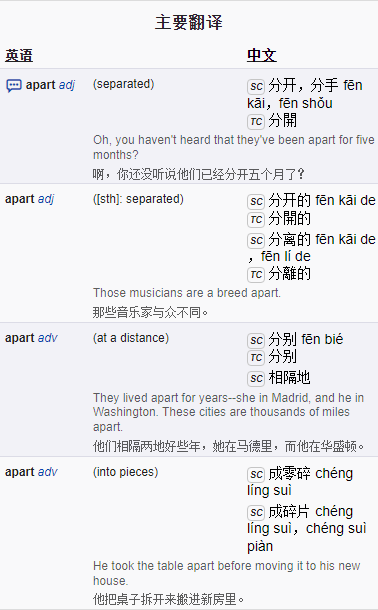 主要翻译
英语 中文
apart adj (separated) SC 分开，分手 fēn
kāi，fēn shǒu
TC 分開
Oh, you haven't heard that they've been apart for five
months?
啊，你还没听说他们已经分开五个月了？
apart adj ([sth]: separated) SC 分开的 fēn kāi de
TC 分開的
SC 分离的 fēn kāi de
，fēn lí de
TC 分離的
Those musicians are a breed apart.
那些音乐家与众不同。
apart adv (at a distance) SC 分别 fēn bié
TC 分别
SC 相隔地
They lived apart for years--she in Madrid, and he in
Washington. These cities are thousands of miles
apart.
他们相隔两地好些年，她在马德里，而他在华盛顿。
apart adv (into pieces) SC 成零碎 chéng
líng suì
SC 成碎片 chéng
líng suì，chéng suì
piàn
He took the table apart before moving it to his new
house.
他把桌子拆开来搬进新房里。